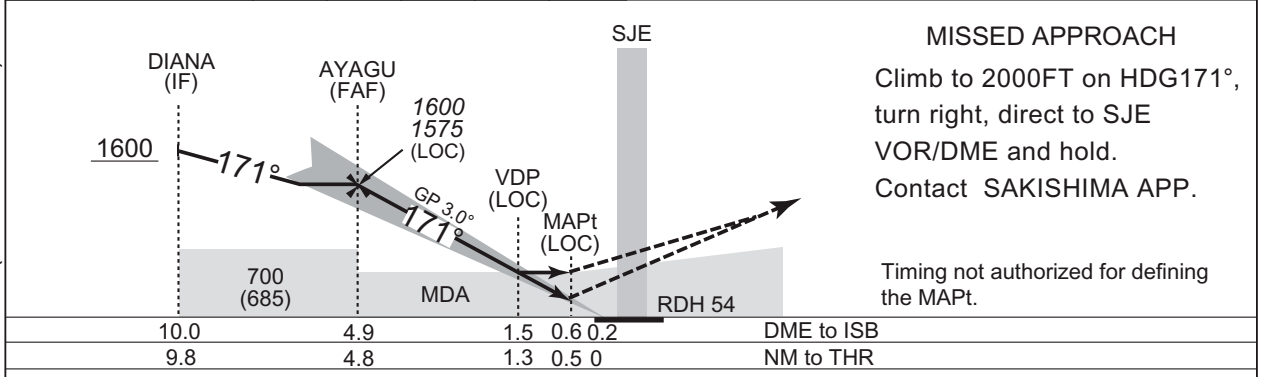 SJE
MISSED APPROACH
DIANA
(IF)
AYAGU
(FAF)
Climb to 2000FT on HDG171°,
turn right, direct to SJE
VOR/DME and hold.
Contact SAKISHIMA APP.
1600
1575
(LOC)
1600
171°
VDP
(LOC)
GP 3.0°
171°
MAPt
(LOC)
Timing not authorized for defining
the MAPt.
700
(685)
MDA
RDH 54
10.0 4.9 1.5 0.6 0.2 DME to ISB
9.8 4.8 1.3 0.5 0 NM to THR